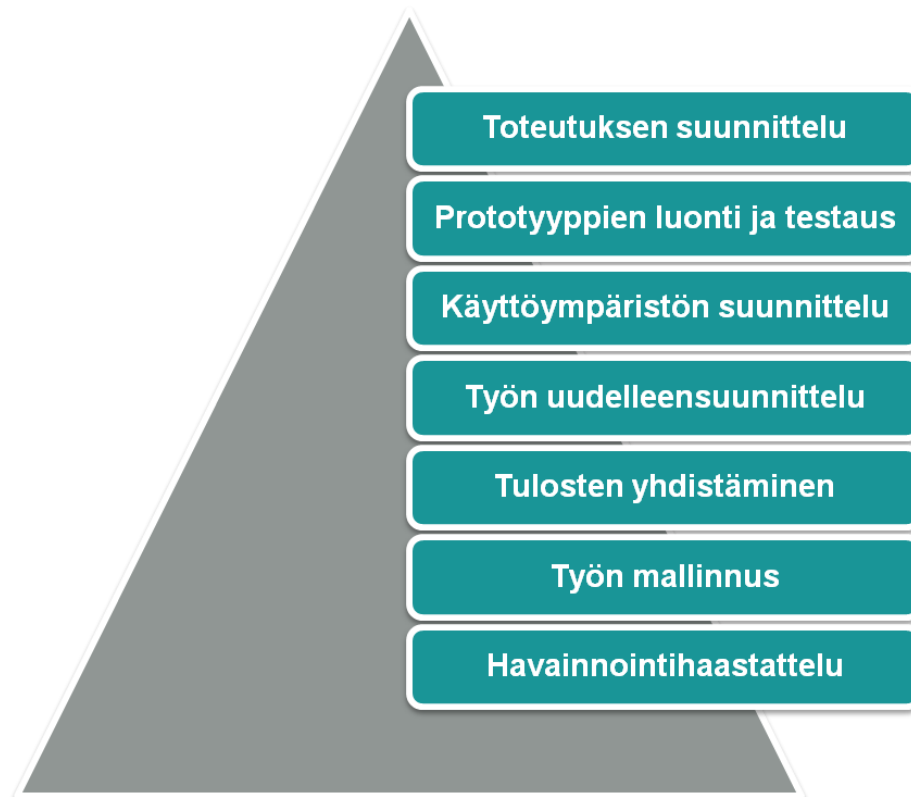 Toteutuksen suunnittelu
Prototyyppien luonti ja testaus
Käyttöympäristön suunnittelu
Työn uudelleensuunnittelu
Tulosten yhdistäminen
Työn mallinnus
Havainnointihaastattelu